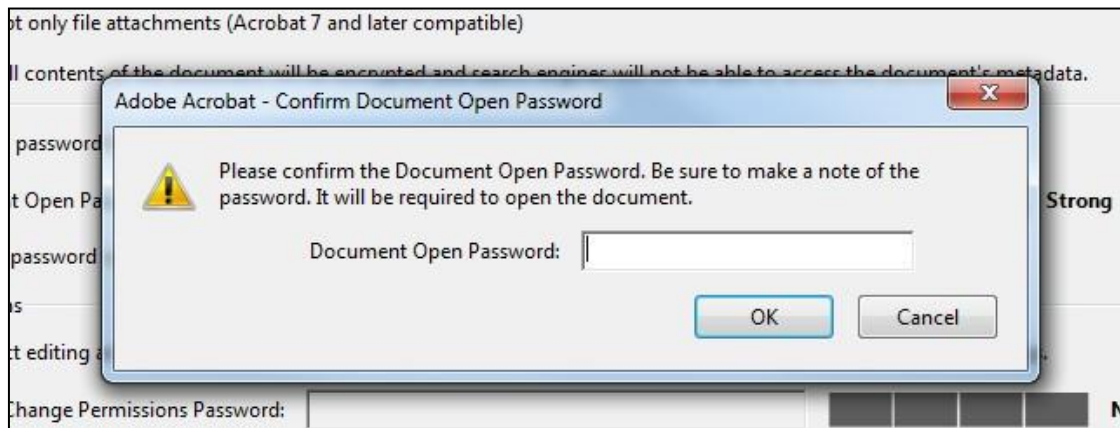 ot only file attachments (Acrobat 7 and later compatible)
ll contents of the document will be encrypted and search engines will not be able to access the document's metadata.
Adobe Acrobat - Confirm Document Open Password
password
Please confirm the Document Open Password. Be sure to make a note of the
password. It will be required to open the document.
t Open Pa
Strong
Document Open Password:
password
OK
Cancel
ns
ct editing a
Change Permissions Password:
N